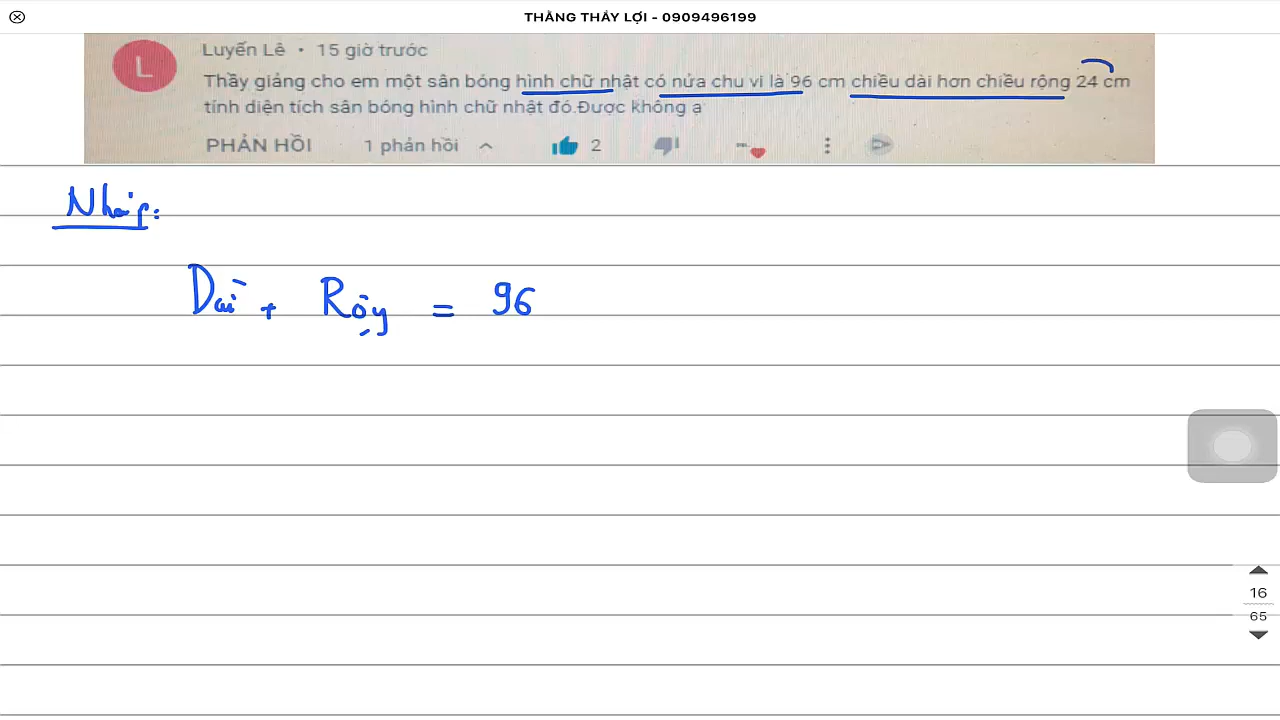 THẰNG THẦY LỢI - 0909496199
Luyến Lê • 15 giờ trước
Thầy giảng cho em một sân bóng hình chữ nhật có nửa chu vi là 96 cm chiều dài hơn chiều rộng 24 cm
tính diện tích sân bóng hình chữ nhật đó.Được không ạ
PHẢN HỒI 1 phản hồi 2
Nháp:
Dài + Rộng = 96
16
65